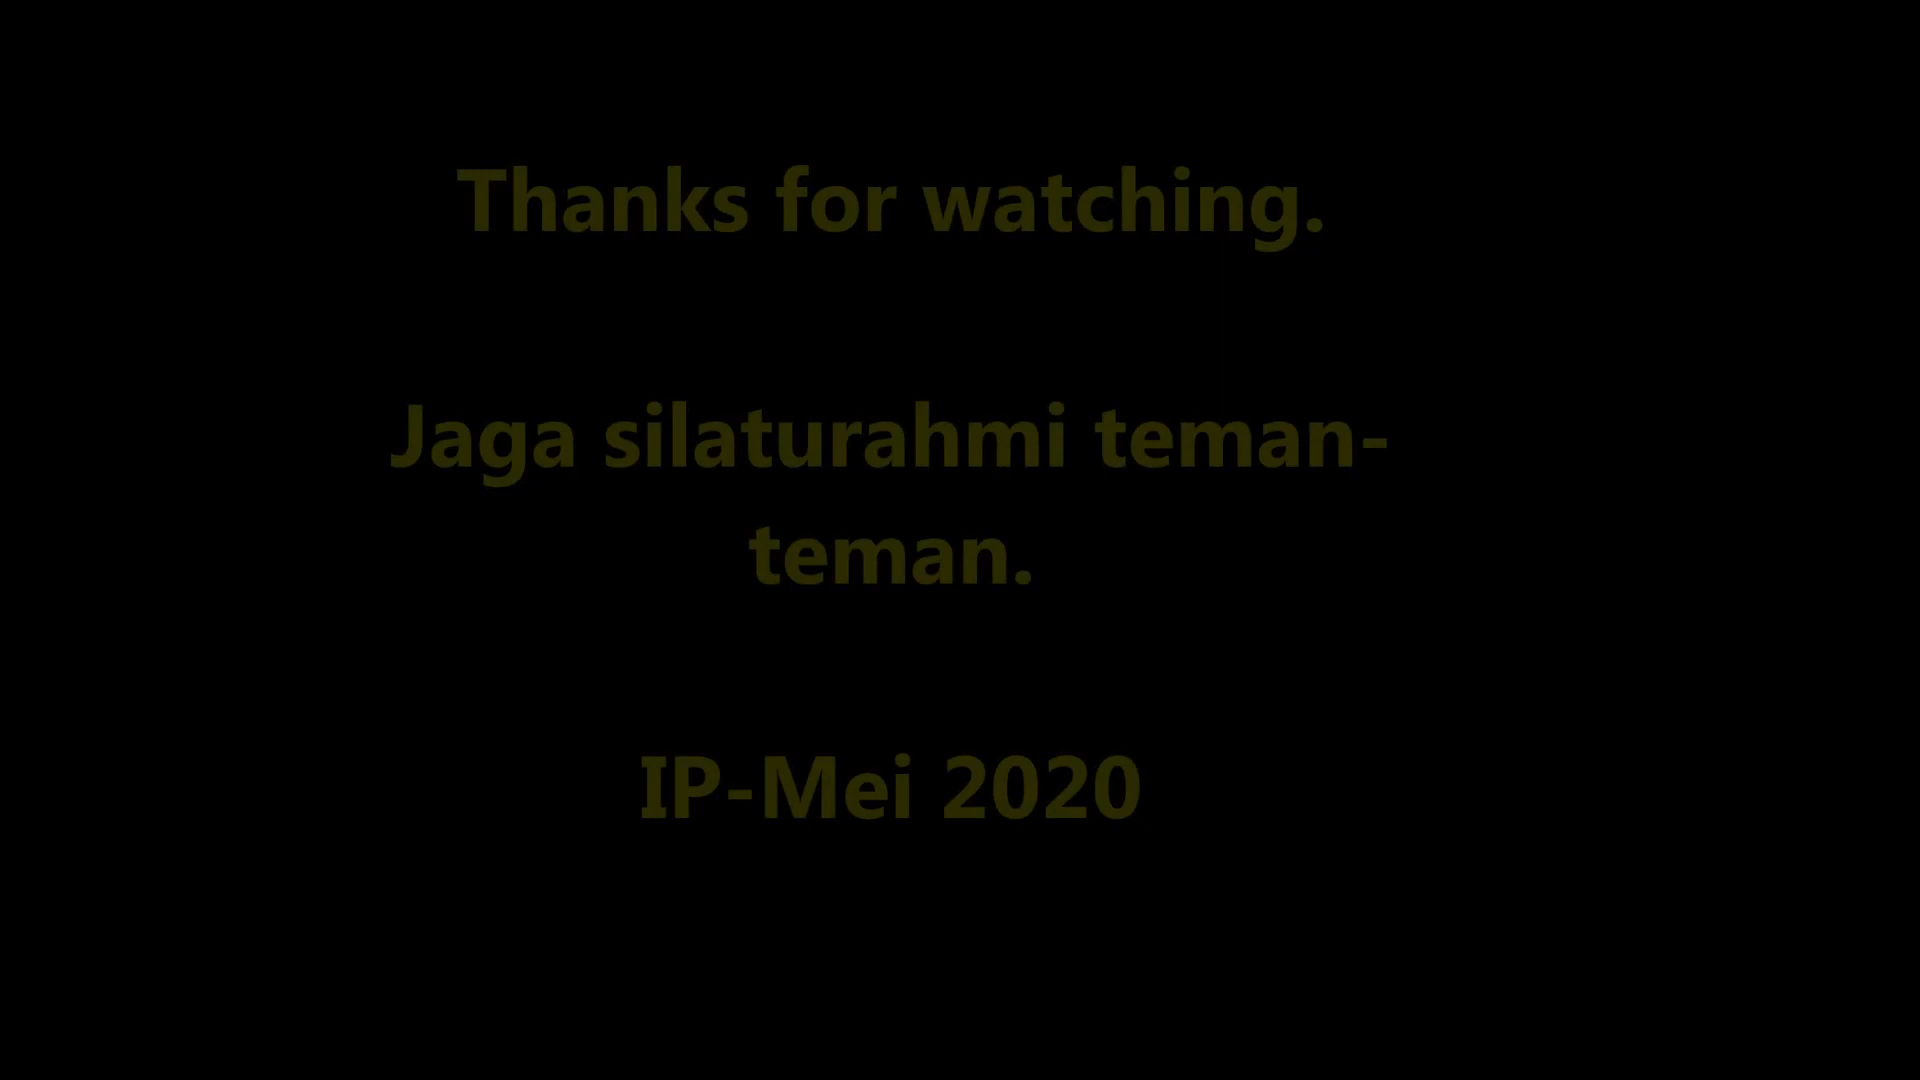 Thanks for watching.
Jaga silaturahmi teman-
teman.
IP-Mei 2020